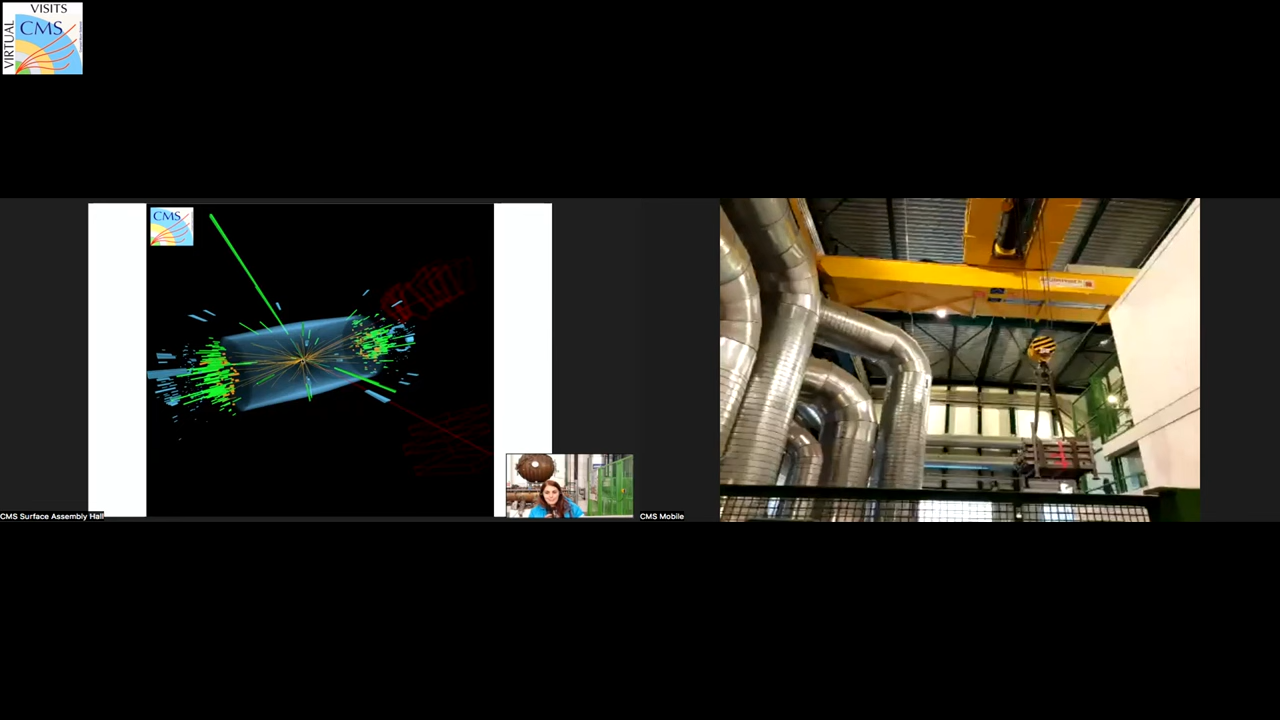 VISITS
VIRTUAL
CMS
CMS
CMS Surface Assembly Hall
CMS Mobile